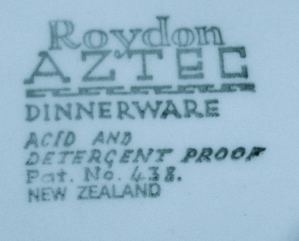 Roydon
AZTEC
DINNERWARE
ACID AND
DETERGENT PROOF
Pat. No. 438.
NEW ZEALAND